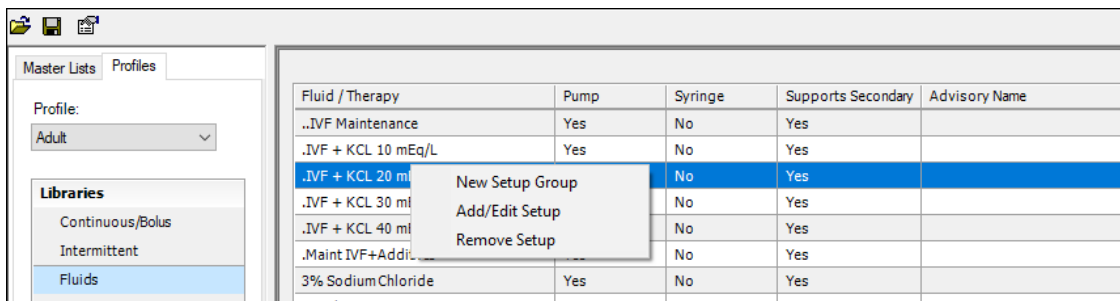 Master Lists Profiles
Profile:
Adult
Libraries
Continuous/Bolus
Intermittent
Fluids
Fluid / Therapy Pump Syringe Supports Secondary Advisory Name
..IVF Maintenance Yes No Yes
.IVF + KCL 10 mEq/L Yes No Yes
.IVF + KCL 20 No Yes
.IVF + KCL 30 No Yes
.IVF + KCL 40 No Yes
.Maint No Yes
3% Sodium Chloride Yes No Yes
New Setup Group
Add/Edit Setup
Remove Setup